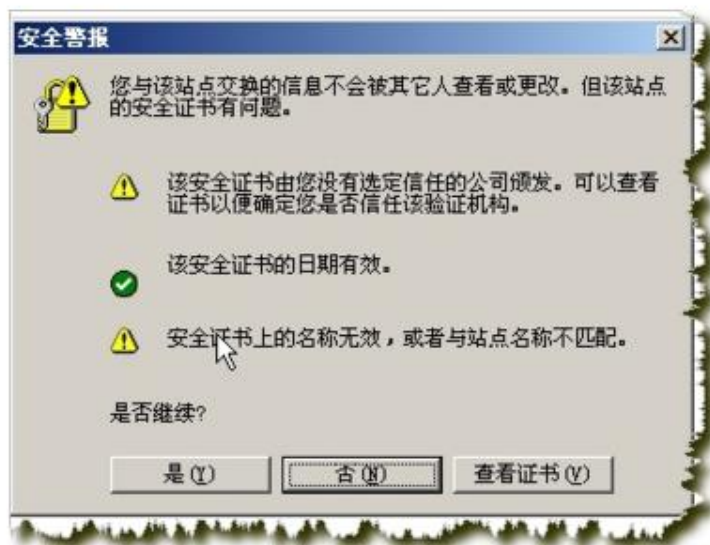 安全警报
您与该站点交换的信息不会被其它人查看或更改。但该站点
的安全证书有问题。
该安全证书由您没有选定信任的公司颁发。可以查看
证书以便确定您是否信任该验证机构。
该安全证书的日期有效。
安全证书上的名称无效，或者与站点名称不匹配。
是否继续?
是(Y)
否(N)
查看证书(V)